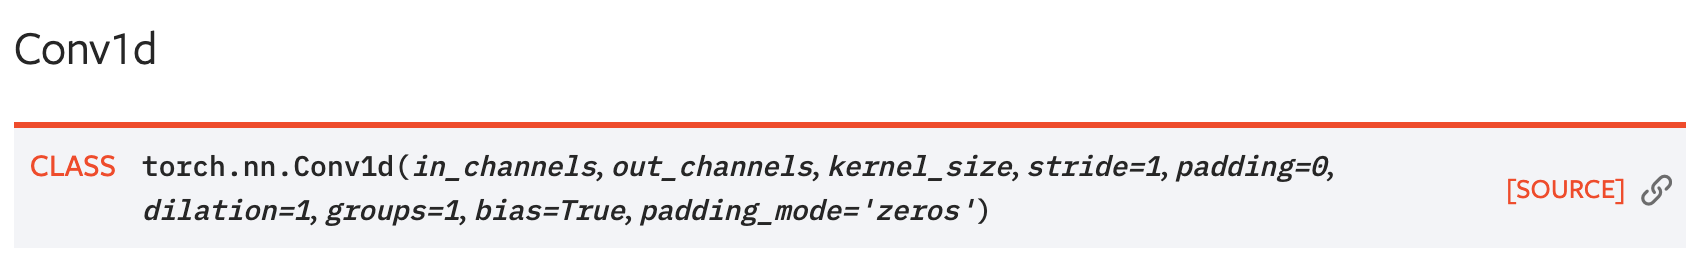 Conv1d
CLASS torch.nn.Conv1d(in_channels, out_channels, kernel_size, stride=1, padding=0,
dilation=1, groups=1, bias=True, padding_mode='zeros')
[SOURCE]